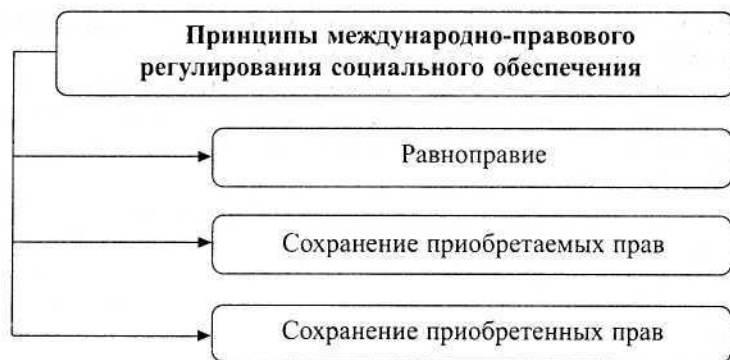 Принципы международно-правового
регулирования социального обеспечения
Равноправие
Сохранение приобретаемых прав
Сохранение приобретенных прав